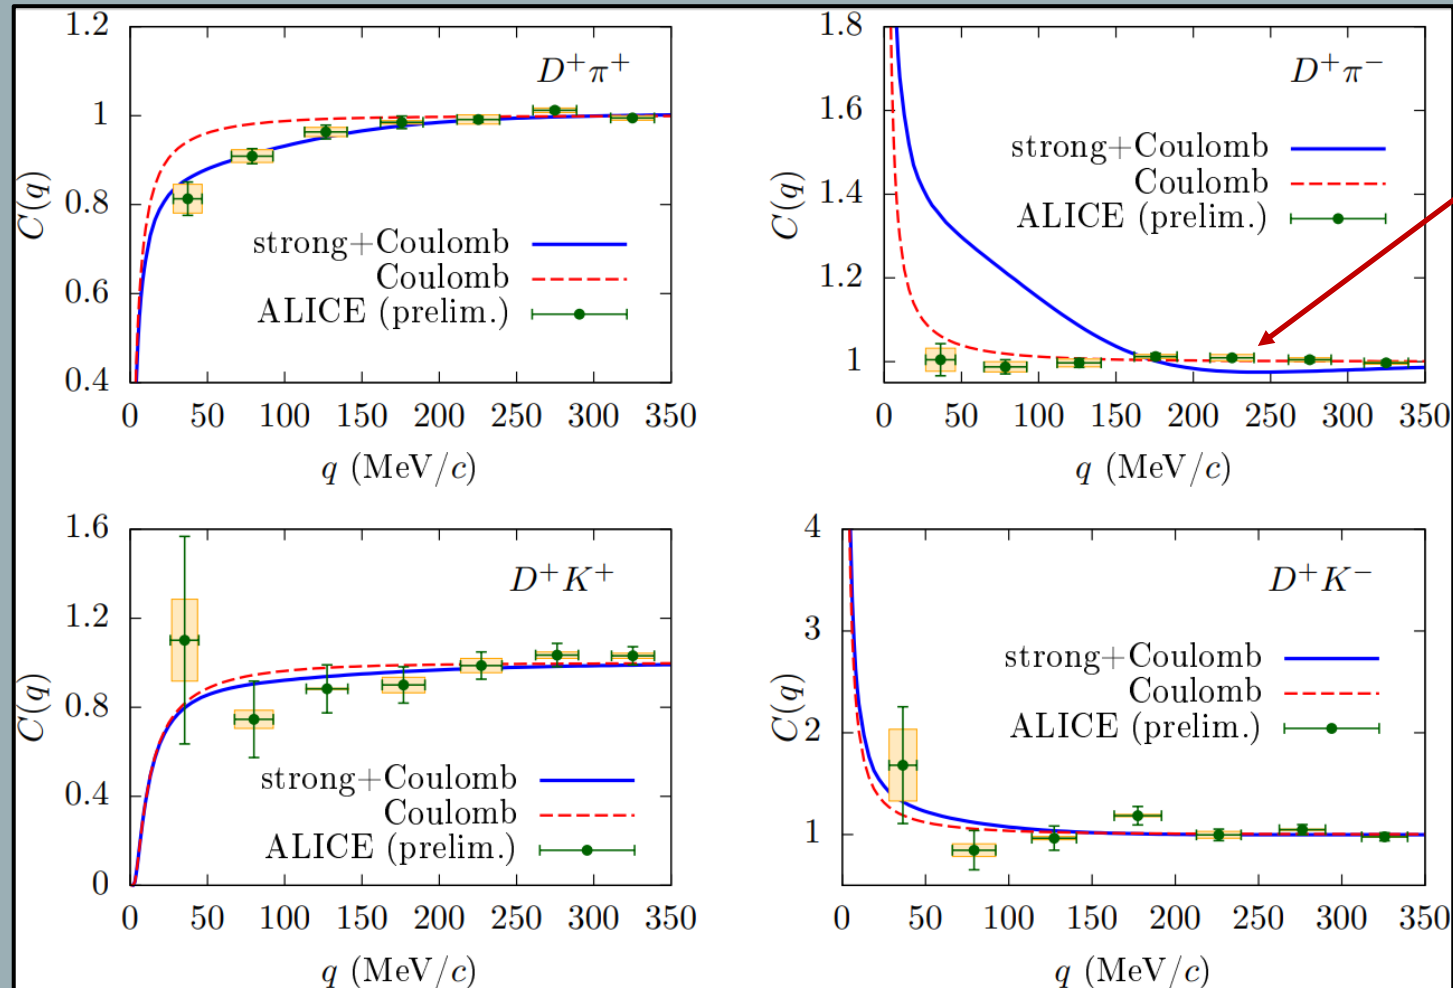 1.2
1
0.8
0.6
0.4
C(q)
D⁺π⁺
strong+Coulomb
Coulomb
ALICE (prelim.)
0 50 100 150 200 250 300 350
q (MeV/c)
1.8
1.6
1.4
1.2
1
C(q)
D⁺π⁻
strong+Coulomb
Coulomb
ALICE (prelim.)
0 50 100 150 200 250 300 350
q (MeV/c)
1.6
1.2
0.8
0.4
0
C(q)
D⁺K⁺
strong+Coulomb
Coulomb
ALICE (prelim.)
0 50 100 150 200 250 300 350
q (MeV/c)
4
3
2
1
C(q)
D⁺K⁻
strong+Coulomb
Coulomb
ALICE (prelim.)
0 50 100 150 200 250 300 350
q (MeV/c)